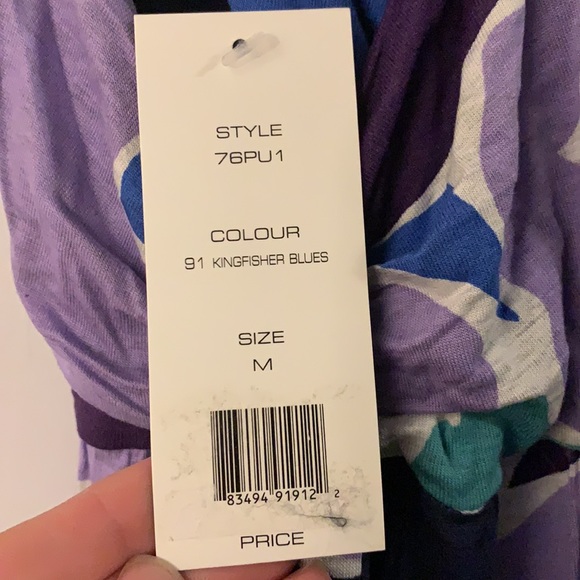 STYLE
76PU1
COLOUR
91 KINGFISHER BLUES
SIZE
M
83494 91912 2
PRICE